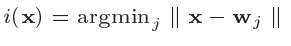 i(𝐱) = argmin_j ‖ 𝐱 − 𝐰_j ‖